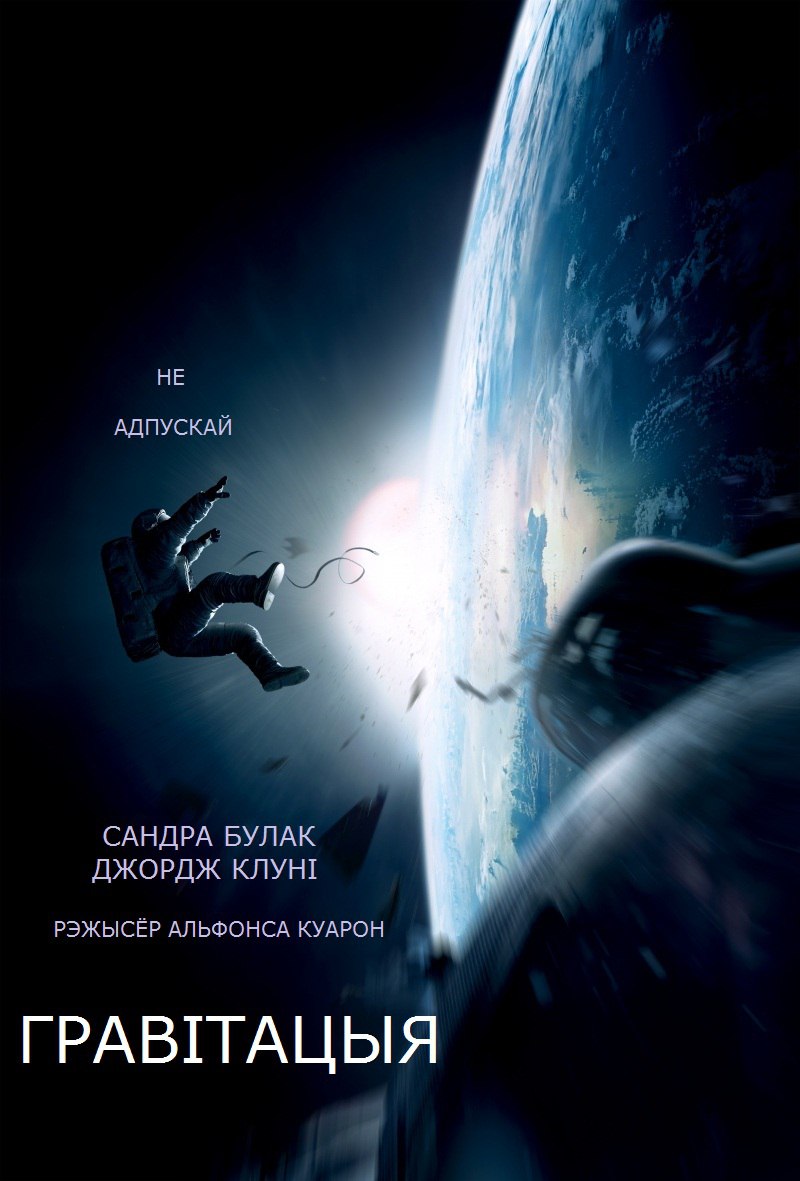 НЕ
АДПУСКАЙ
САНДРА БУЛАК
ДЖОРДЖ КЛУНІ
РЭЖЫСЁР АЛЬФОНСА КУАРОН
ГРАВІТАЦЫЯ